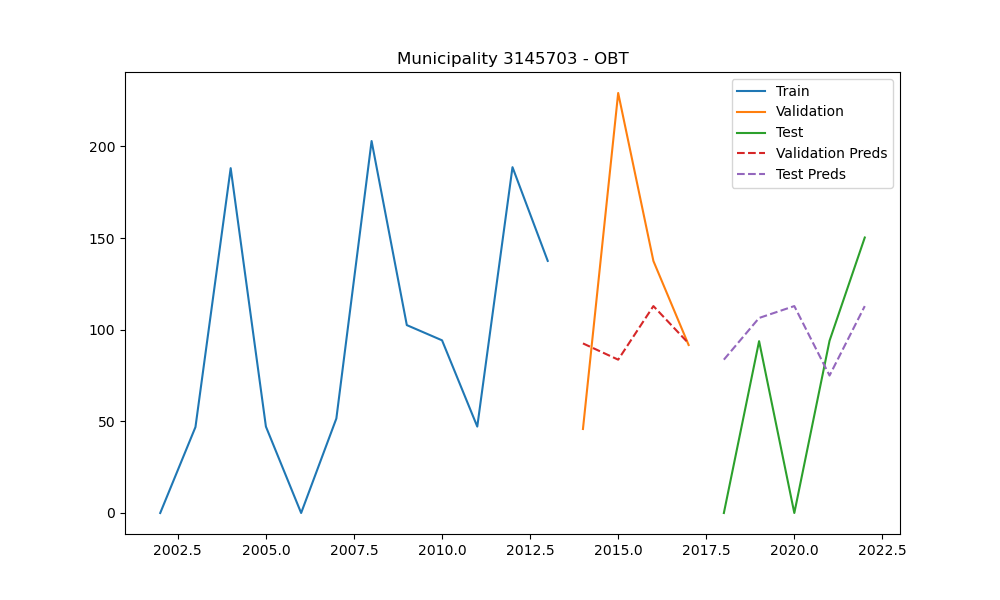 Municipality 3145703 - OBT
Train
Validation
Test
Validation Preds
Test Preds
200
150
100
50
0
2002.5 2005.0 2007.5 2010.0 2012.5 2015.0 2017.5 2020.0 2022.5